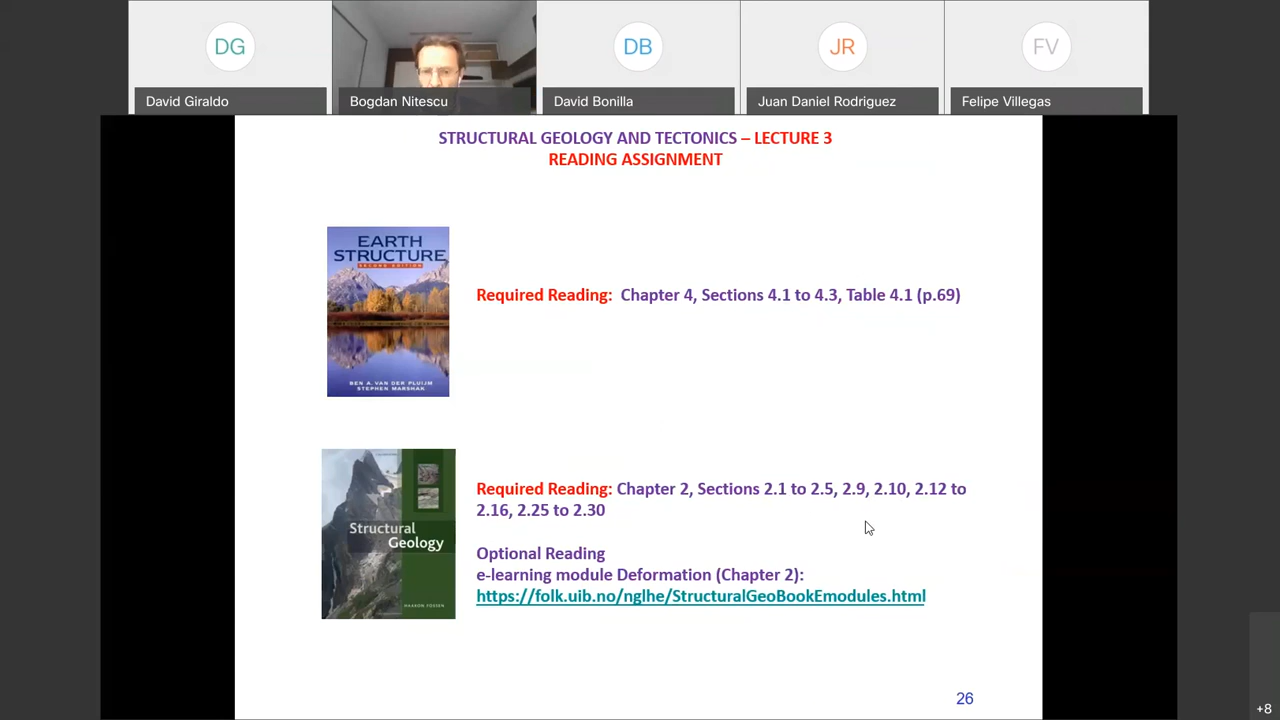 DG
DB
JR
FV
David Giraldo
Bogdan Nitescu
David Bonilla
Juan Daniel Rodriguez
Felipe Villegas
STRUCTURAL GEOLOGY AND TECTONICS – LECTURE 3
READING ASSIGNMENT
EARTH
STRUCTURE
SECOND EDITION
BEN A. VAN DER PLUIJM
STEPHEN MARSHAK
Required Reading: Chapter 4, Sections 4.1 to 4.3, Table 4.1 (p.69)
Structural
Geology
HAAKON FOSSEN
Required Reading: Chapter 2, Sections 2.1 to 2.5, 2.9, 2.10, 2.12 to
2.16, 2.25 to 2.30
Optional Reading
e-learning module Deformation (Chapter 2):
https://folk.uib.no/nglhe/StructuralGeoBookEmodules.html
26
+8